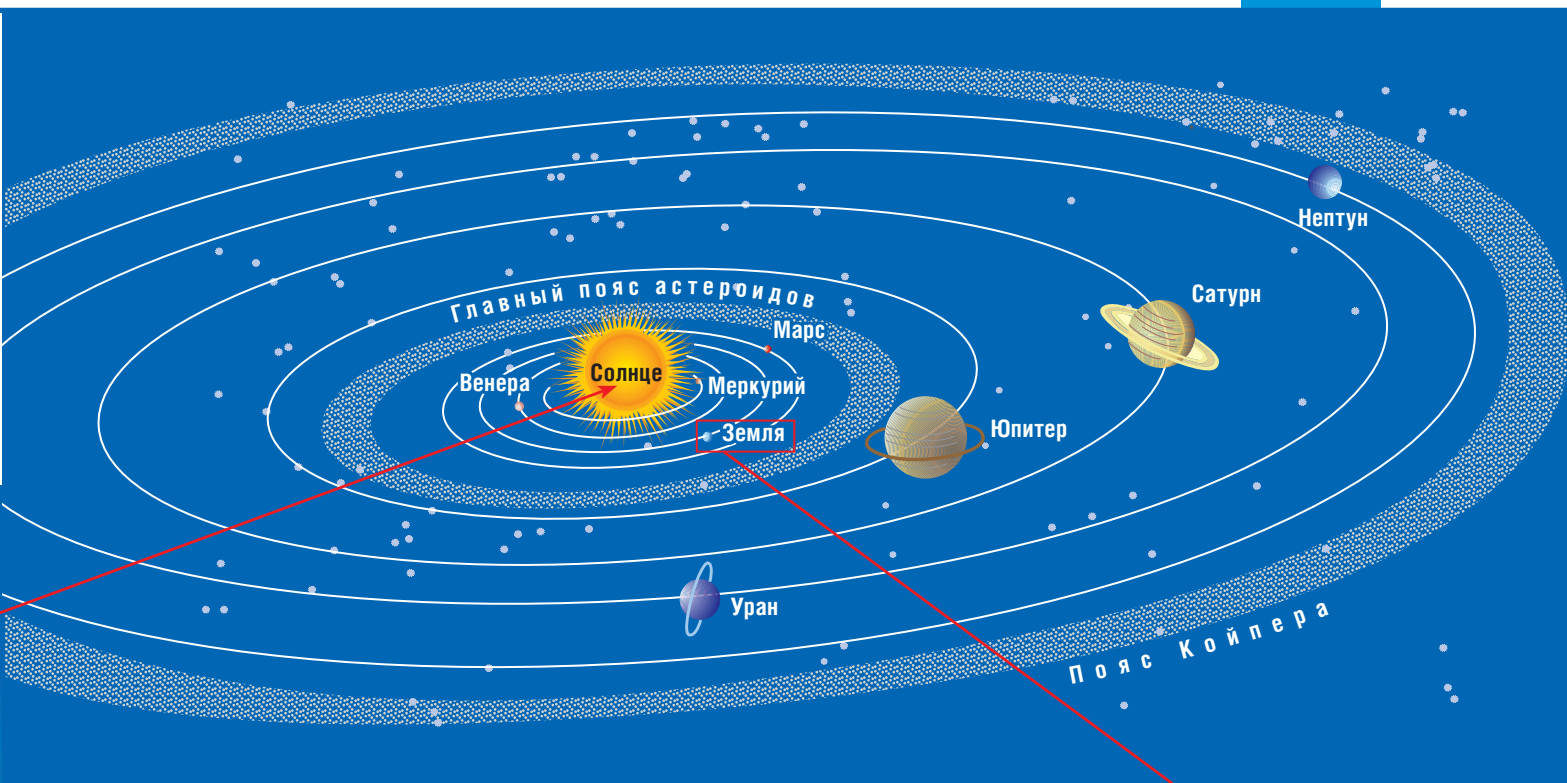 Нептун
Сатурн
Главный пояс астероидов
Марс
Солнце
Венера
Меркурий
Земля
Юпитер
Уран
Пояс Койпера